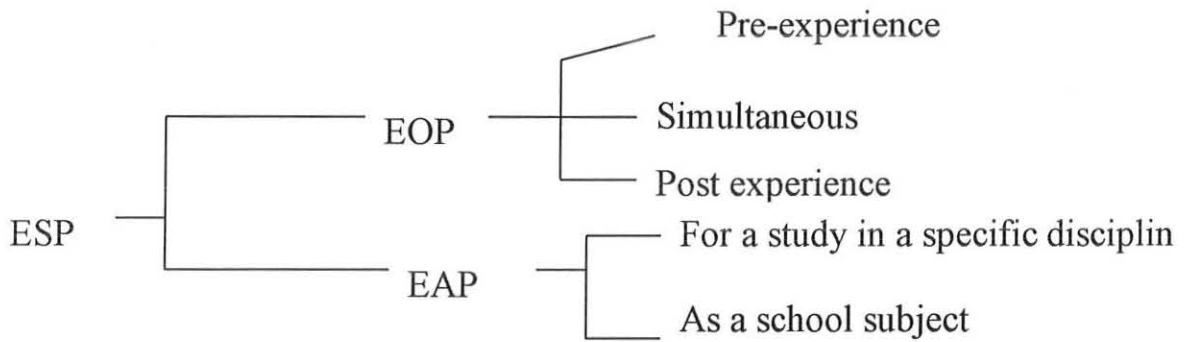 Pre-experience
EOP
Simultaneous
Post experience
ESP
For a study in a specific disciplin
EAP
As a school subject